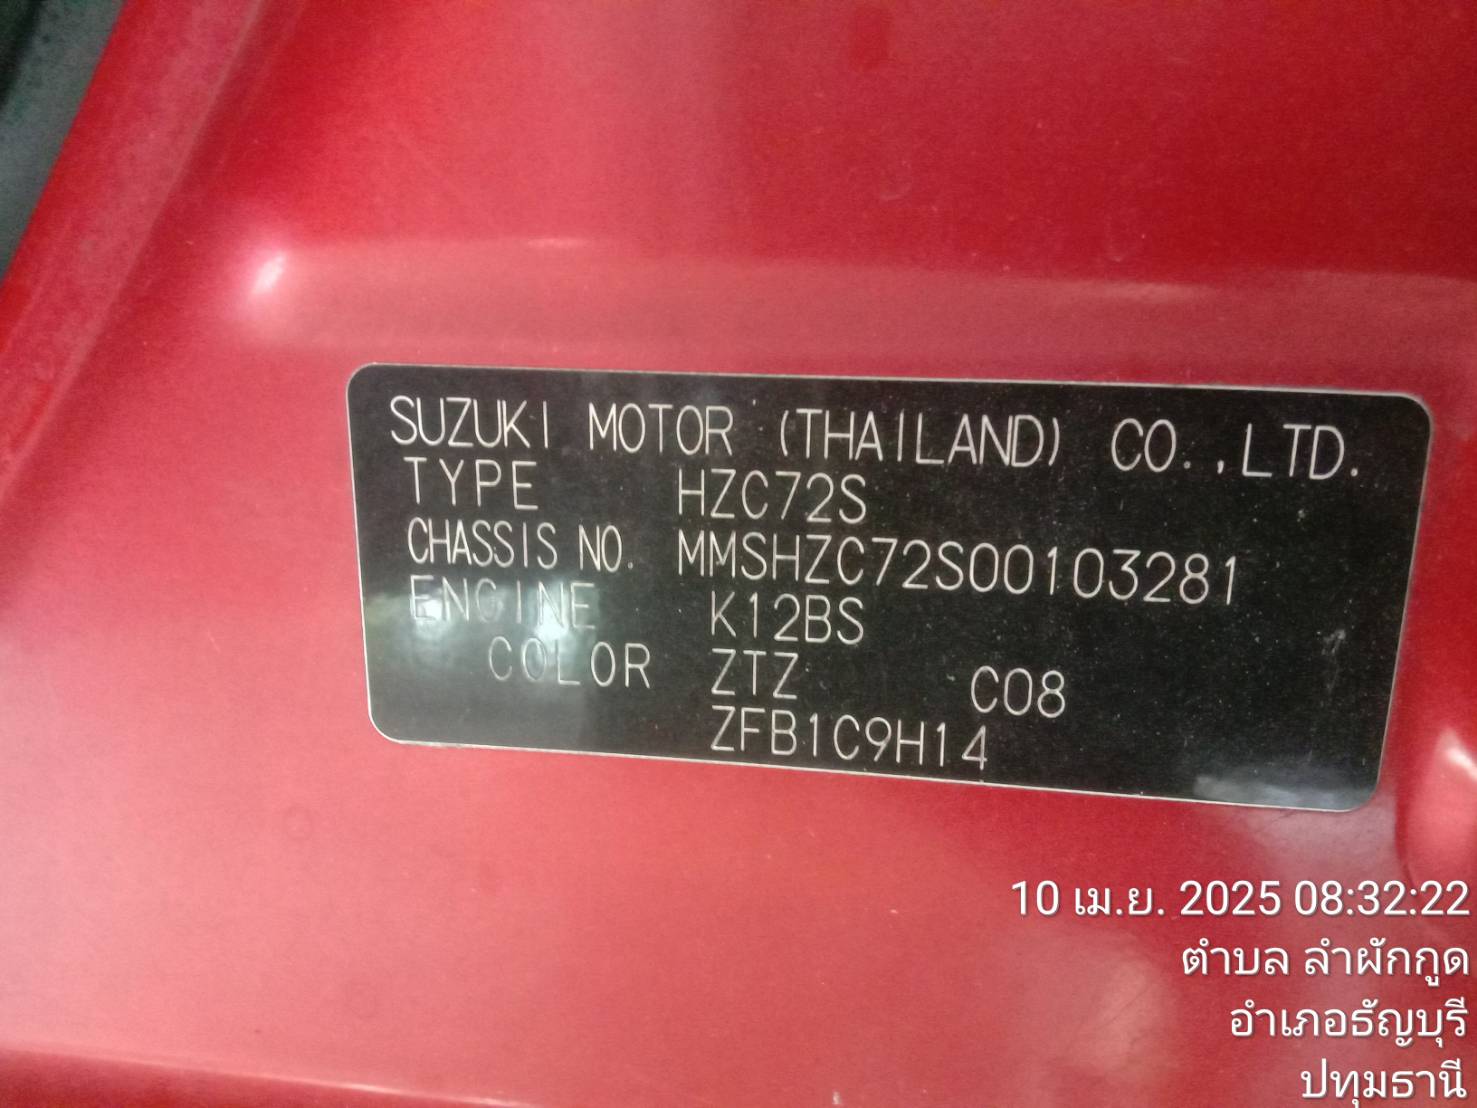 SUZUKI MOTOR (THAILAND) CO.,LTD.
TYPE HZC72S
CHASSIS NO. MMSHZC72S00103281
ENGINE K12BS
COLOR ZTZ C08
ZFB1C9H14
10 เม.ย. 2025 08:32:22
ตำบล ลำผักกูด
อำเภอธัญบุรี
ปทุมธานี